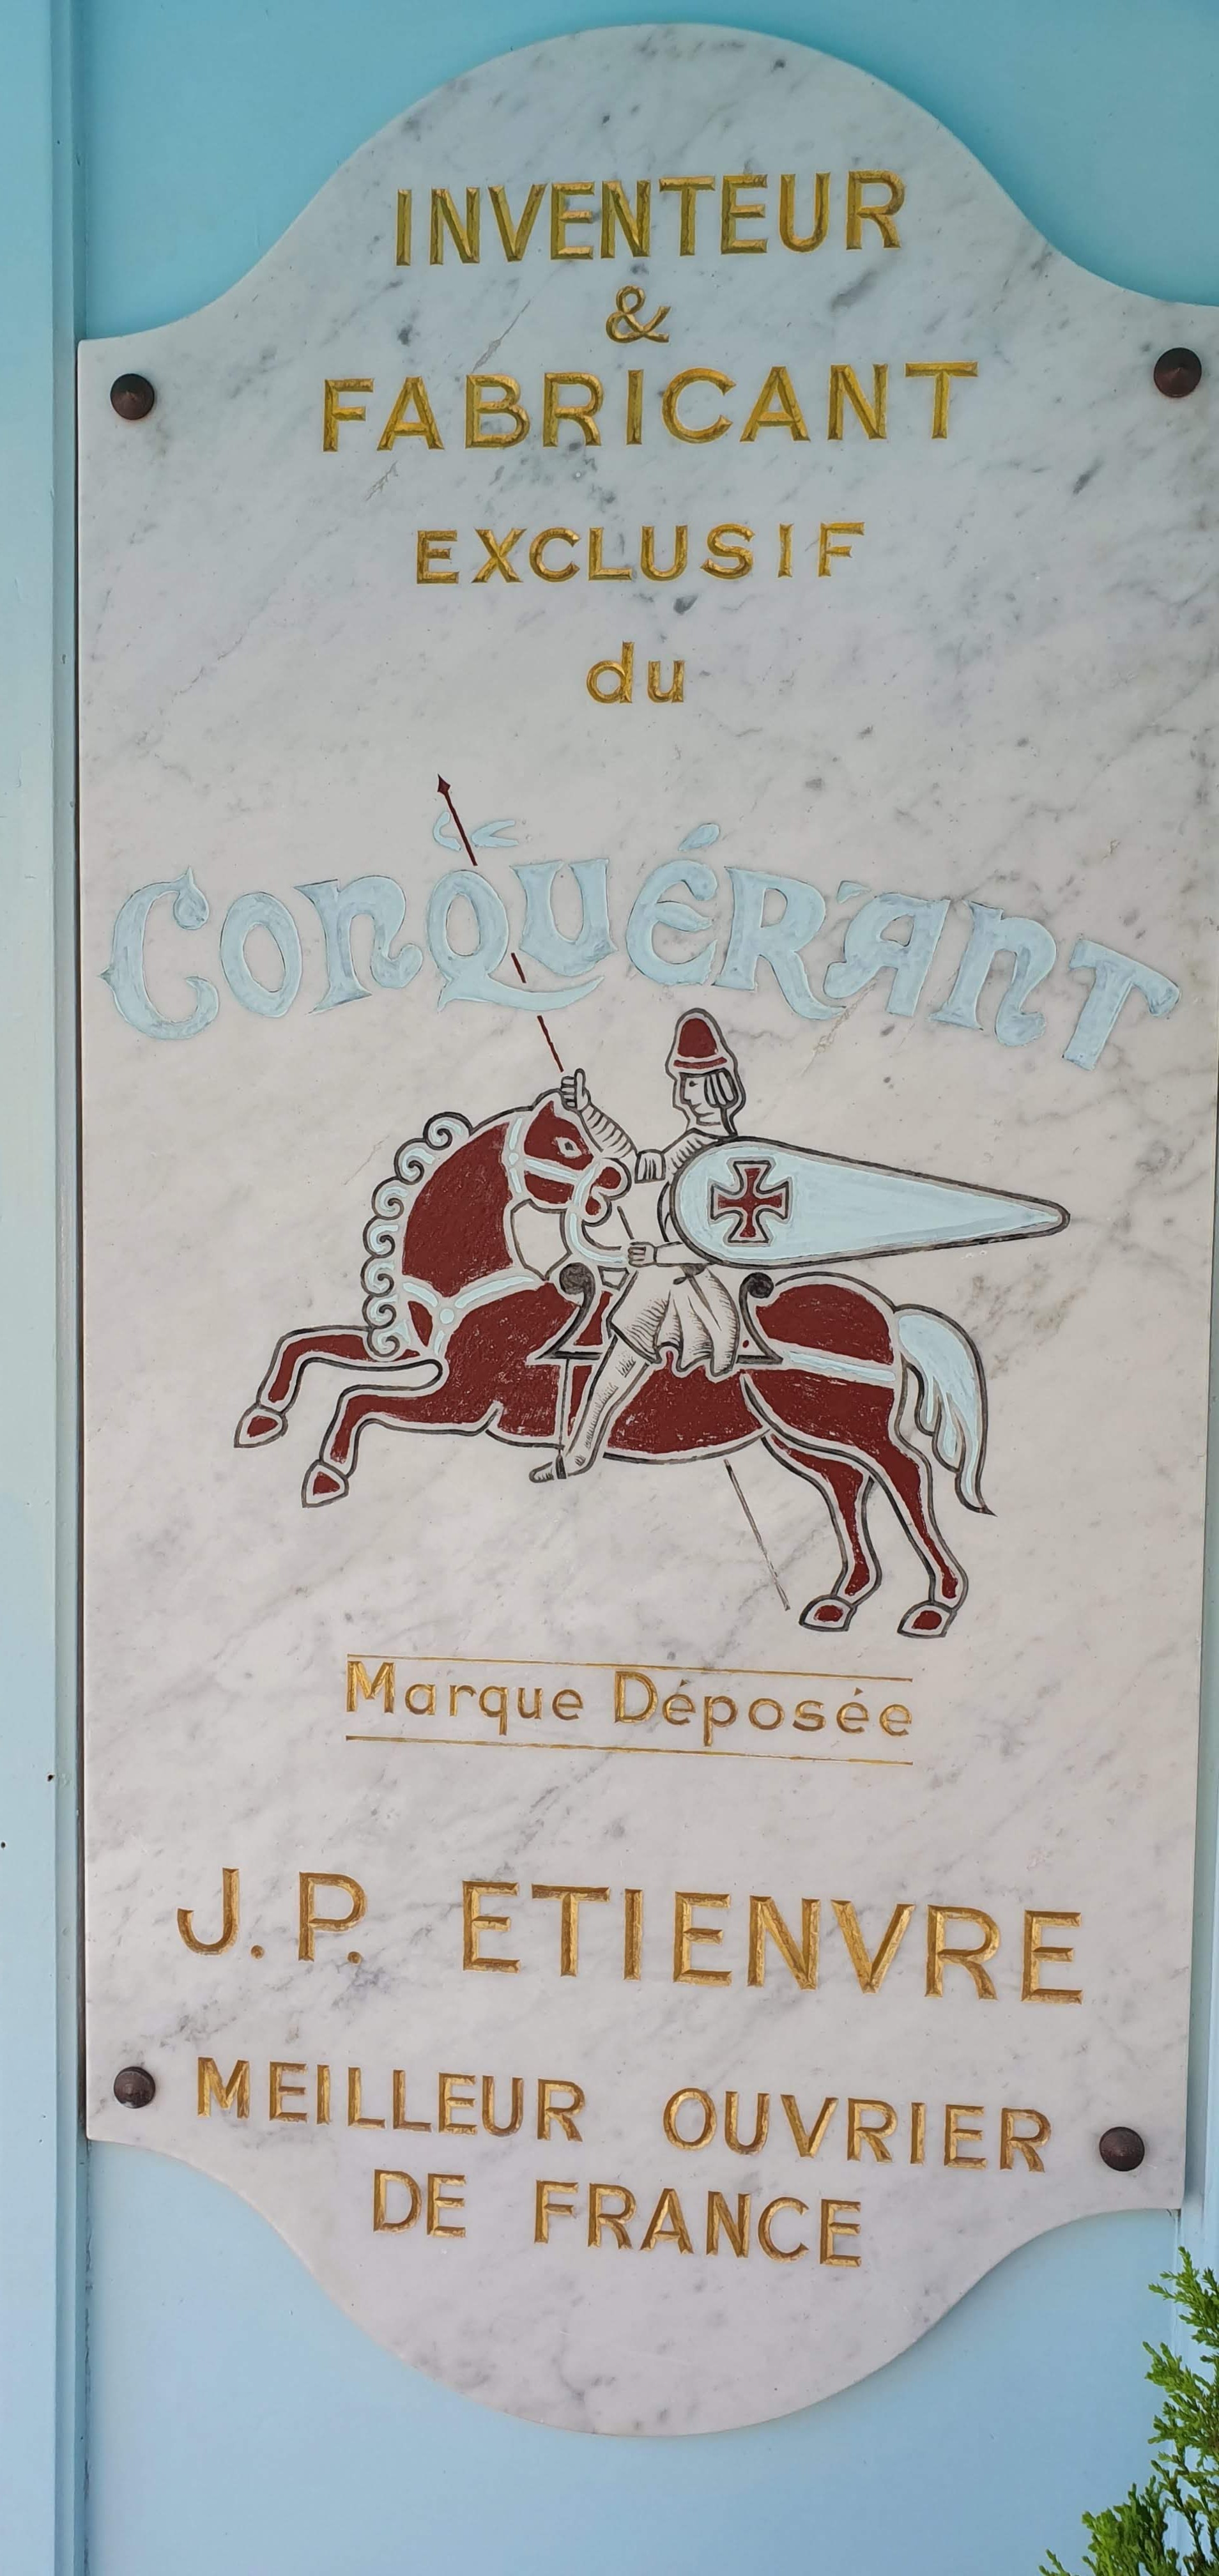 INVENTEUR
&
FABRICANT
EXCLUSIF
du
ConQUÉRANT
Marque Déposée
J.P. ETIENVRE
MEILLEUR OUVRIER
DE FRANCE